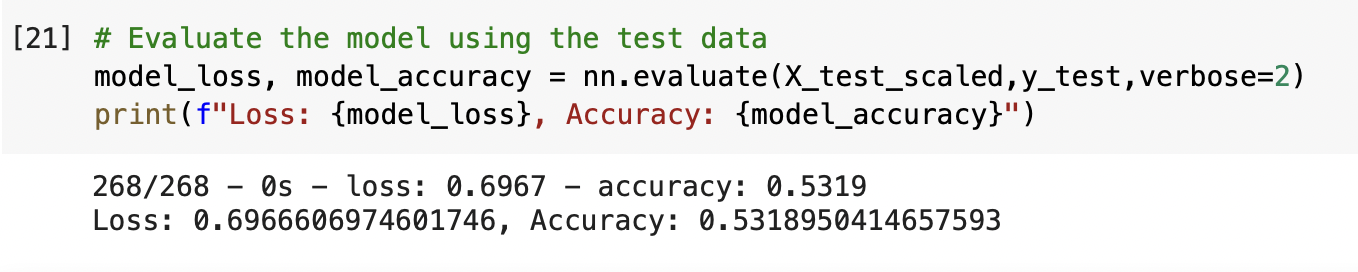 [21] # Evaluate the model using the test data
model_loss, model_accuracy = nn.evaluate(X_test_scaled,y_test,verbose=2)
print(f"Loss: {model_loss}, Accuracy: {model_accuracy}")
268/268 - 0s - loss: 0.6967 - accuracy: 0.5319
Loss: 0.6966606974601746, Accuracy: 0.5318950414657593